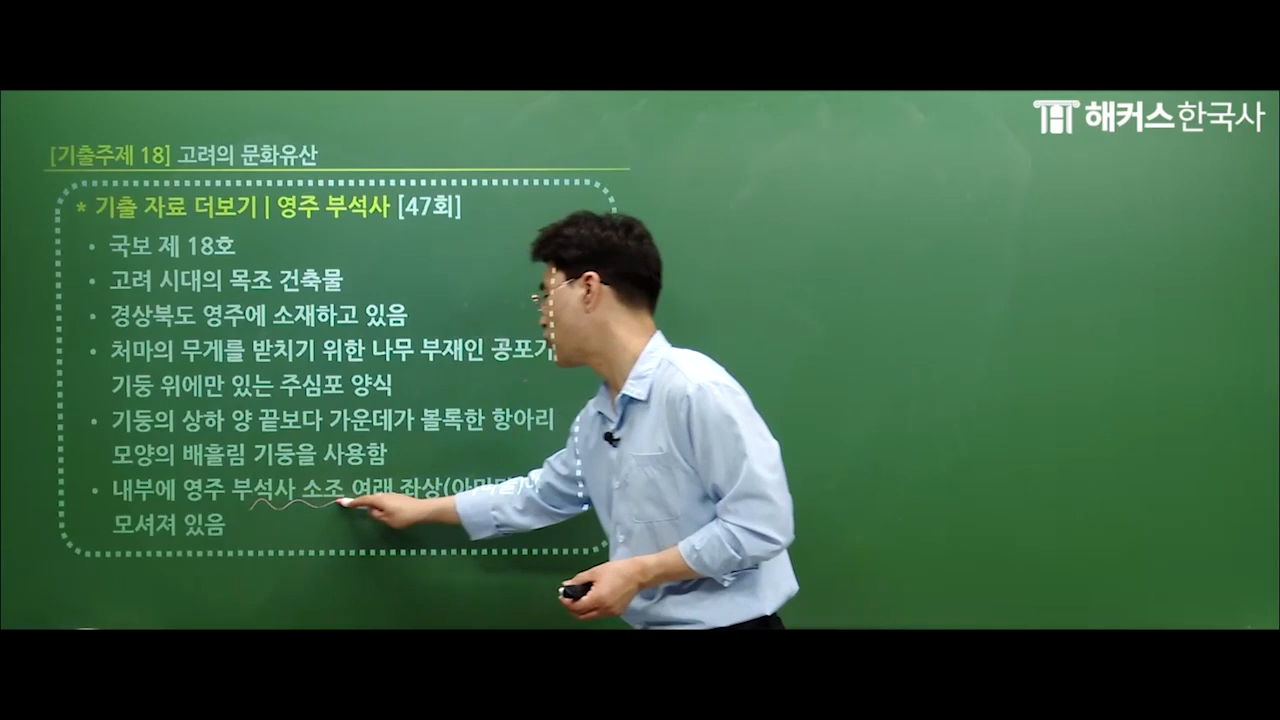 해커스한국사
[기출주제 18] 고려의 문화유산
* 기출 자료 더보기 | 영주 부석사 [47회]
• 국보 제 18호
• 고려 시대의 목조 건축물
• 경상북도 영주에 소재하고 있음
• 처마의 무게를 받치기 위한 나무 부재인 공포가
기둥 위에만 있는 주심포 양식
• 기둥의 상하 양 끝보다 가운데가 볼록한 항아리
모양의 배흘림 기둥을 사용함
• 내부에 영주 부석사 소조 여래 좌상
모셔져 있음